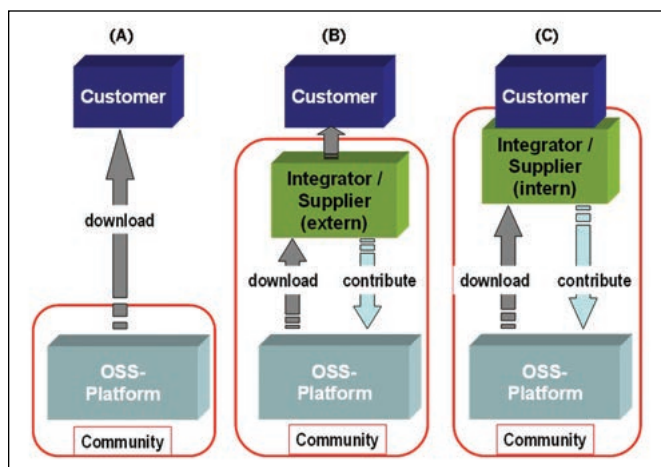 (A)
Customer
download
OSS-
Platform
Community
(B)
Customer
Integrator /
Supplier
(extern)
download
contribute
OSS-
Platform
Community
(C)
Customer
Integrator /
Supplier
(intern)
download
contribute
OSS-
Platform
Community